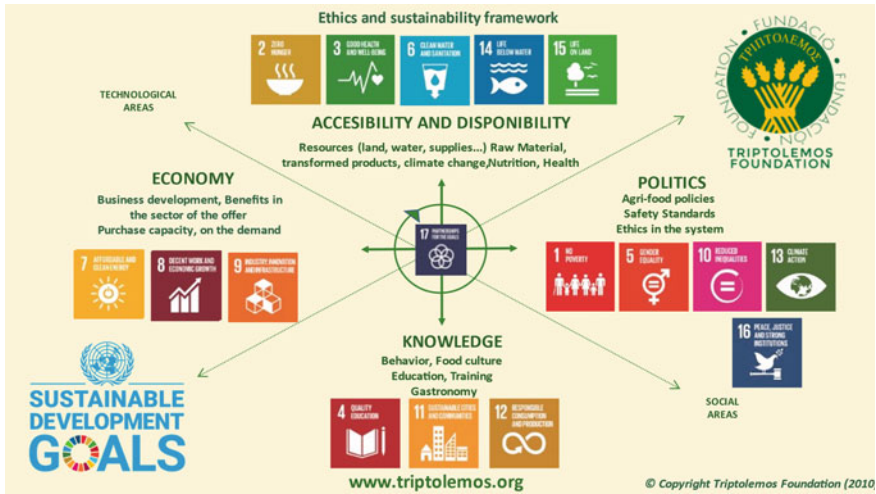 Ethics and sustainability framework
2 ZERO
HUNGER
3 GOOD HEALTH
AND WELL-BEING
6 CLEAN WATER
AND SANITATION
14 LIFE
BELOW WATER
15 LIFE
ON LAND
FOUNDATION · FUNDACIÓ · FUNDACIÓN
ΤΡΙΠΤΟΛΕΜΟΣ
TRIPTOLEMOS
FOUNDATION
TECHNOLOGICAL
AREAS
ACCESIBILITY AND DISPONIBILITY
Resources (land, water, supplies...) Raw Material,
transformed products, climate change,Nutrition, Health
ECONOMY
Business development, Benefits in
the sector of the offer
Purchase capacity, on the demand
7 AFFORDABLE AND
CLEAN ENERGY
8 DECENT WORK AND
ECONOMIC GROWTH
9 INDUSTRY, INNOVATION
AND INFRASTRUCTURE
17 PARTNERSHIPS
FOR THE GOALS
POLITICS
Agri-food policies
Safety Standards
Ethics in the system
1 NO
POVERTY
5 GENDER
EQUALITY
10 REDUCED
INEQUALITIES
13 CLIMATE
ACTION
16 PEACE, JUSTICE
AND STRONG
INSTITUTIONS
KNOWLEDGE
Behavior, Food culture
Education, Training
Gastronomy
4 QUALITY
EDUCATION
11 SUSTAINABLE CITIES
AND COMMUNITIES
12 RESPONSIBLE
CONSUMPTION
AND PRODUCTION
SUSTAINABLE
DEVELOPMENT
GOALS
SOCIAL
AREAS
www.triptolemos.org
© Copyright Triptolemos Foundation (2010)